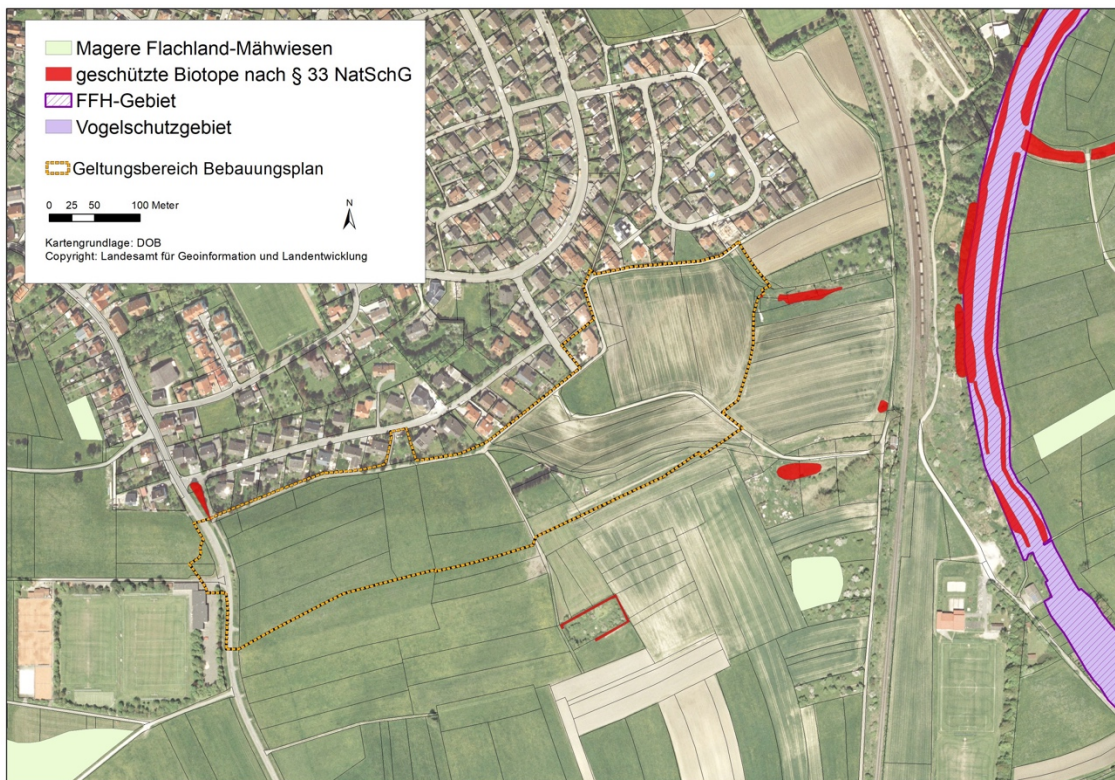 Magere Flachland-Mähwiesen
geschützte Biotope nach § 33 NatSchG
FFH-Gebiet
Vogelschutzgebiet
Geltungsbereich Bebauungsplan
0 25 50 100 Meter
N
Kartengrundlage: DOB
Copyright: Landesamt für Geoinformation und Landentwicklung